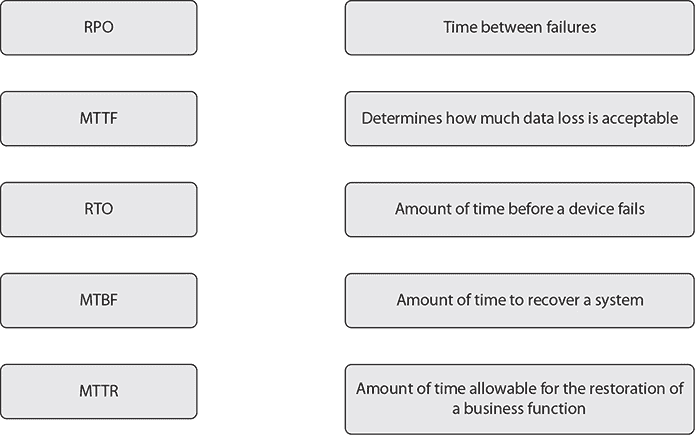 RPO
Time between failures
MTTF
Determines how much data loss is acceptable
RTO
Amount of time before a device fails
MTBF
Amount of time to recover a system
MTTR
Amount of time allowable for the restoration of
a business function